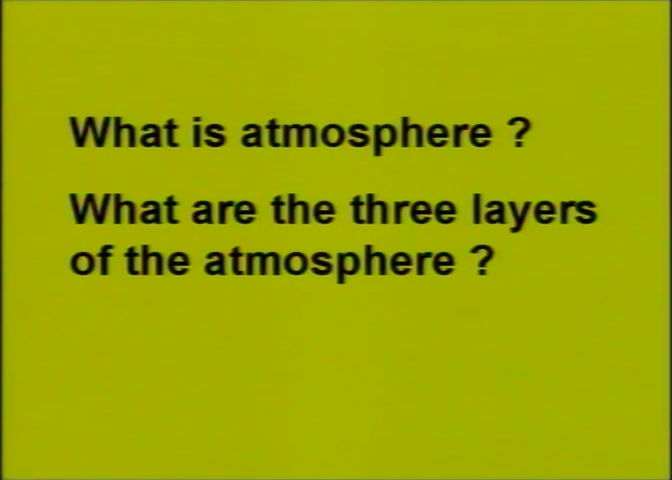 What is atmosphere ?
What are the three layers
of the atmosphere ?